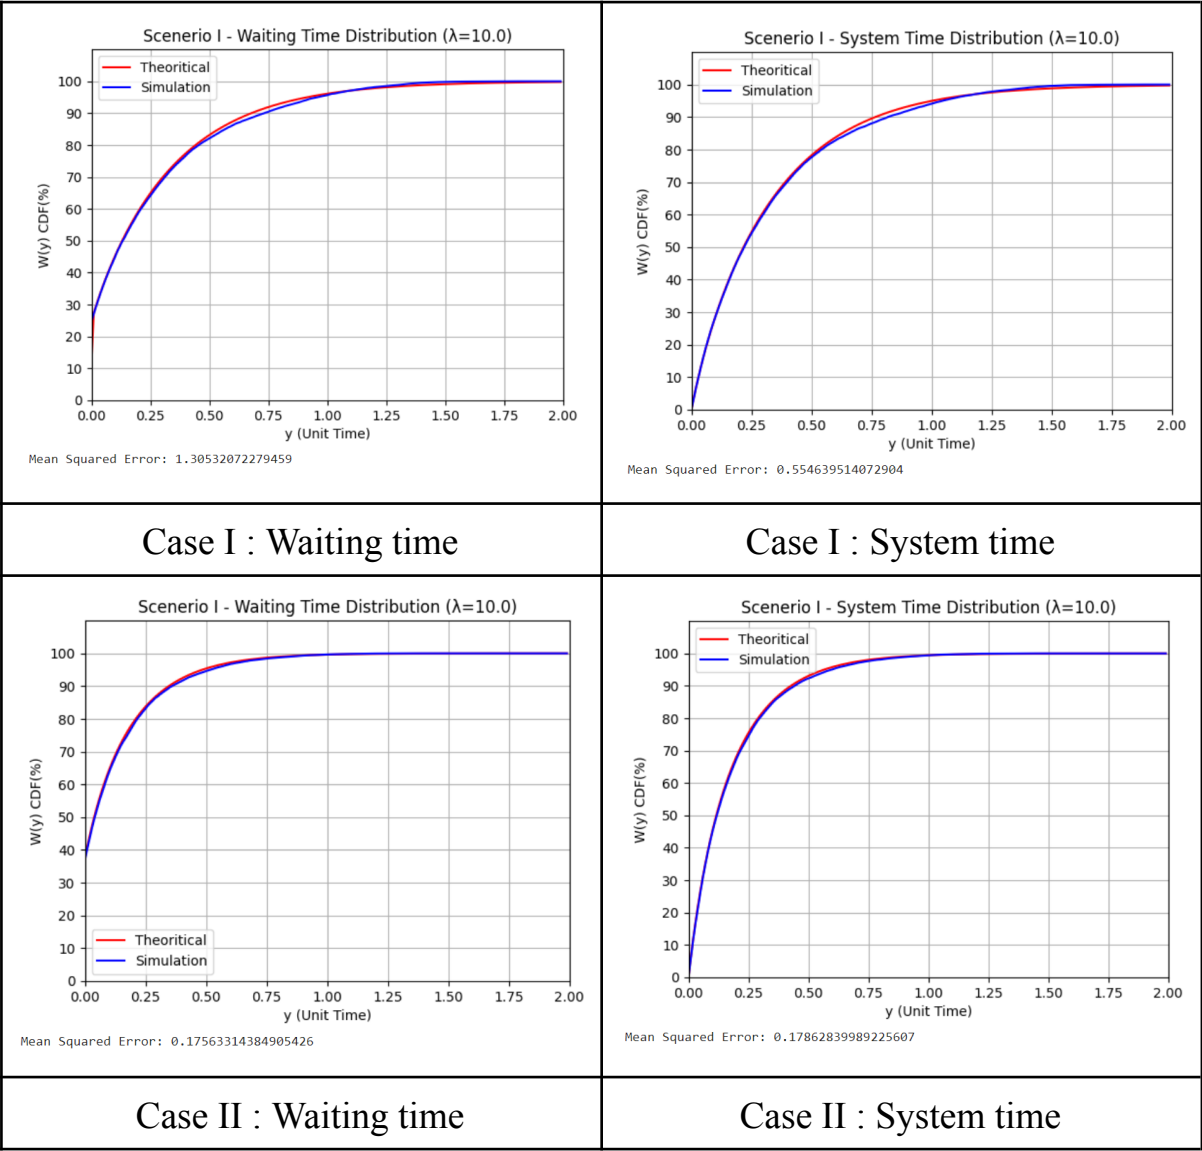 Scenerio I - Waiting Time Distribution (λ=10.0)
Theoritical
Simulation
W(y) CDF(%)
100
90
80
70
60
50
40
30
20
10
0
0.00 0.25 0.50 0.75 1.00 1.25 1.50 1.75 2.00
y (Unit Time)
Mean Squared Error: 1.30532072279459
Scenerio I - System Time Distribution (λ=10.0)
Theoritical
Simulation
W(y) CDF(%)
100
90
80
70
60
50
40
30
20
10
0
0.00 0.25 0.50 0.75 1.00 1.25 1.50 1.75 2.00
y (Unit Time)
Mean Squared Error: 0.554639514072904
Case I : Waiting time
Case I : System time
Scenerio I - Waiting Time Distribution (λ=10.0)
W(y) CDF(%)
100
90
80
70
60
50
40
30
20
10
0
Theoritical
Simulation
0.00 0.25 0.50 0.75 1.00 1.25 1.50 1.75 2.00
y (Unit Time)
Mean Squared Error: 0.17563314384905426
Scenerio I - System Time Distribution (λ=10.0)
Theoritical
Simulation
W(y) CDF(%)
100
90
80
70
60
50
40
30
20
10
0
0.00 0.25 0.50 0.75 1.00 1.25 1.50 1.75 2.00
y (Unit Time)
Mean Squared Error: 0.17862839989225607
Case II : Waiting time
Case II : System time